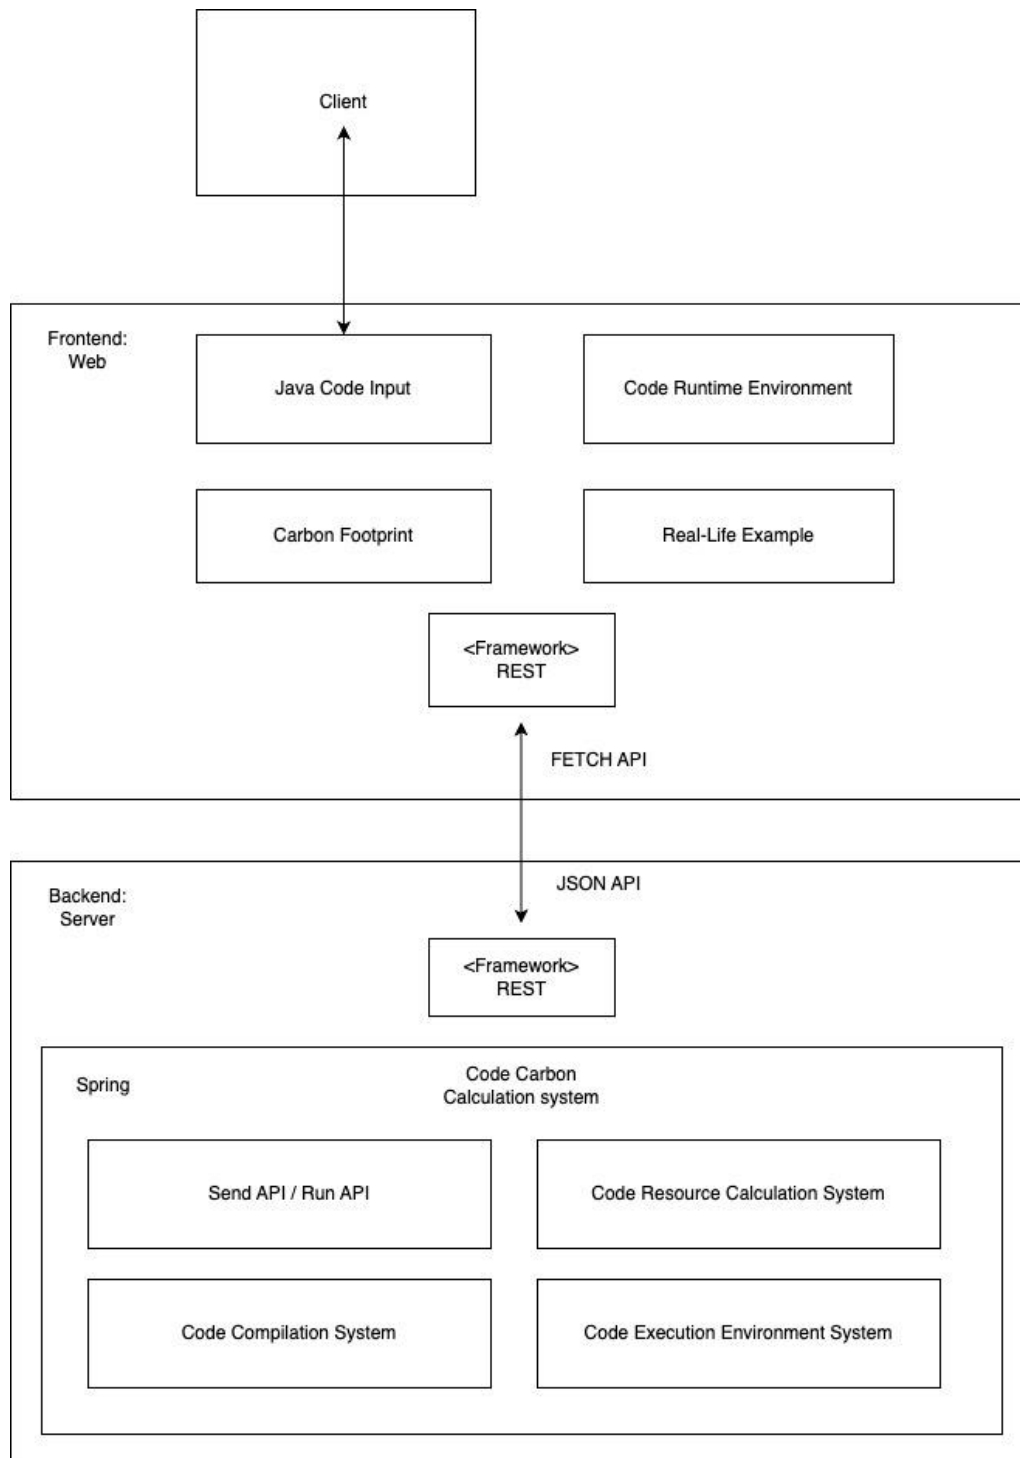 Client
Frontend:
Web
Java Code Input
Code Runtime Environment
Carbon Footprint
Real-Life Example
<Framework>
REST
FETCH API
Backend:
Server
JSON API
<Framework>
REST
Spring
Code Carbon
Calculation system
Send API / Run API
Code Resource Calculation System
Code Compilation System
Code Execution Environment System